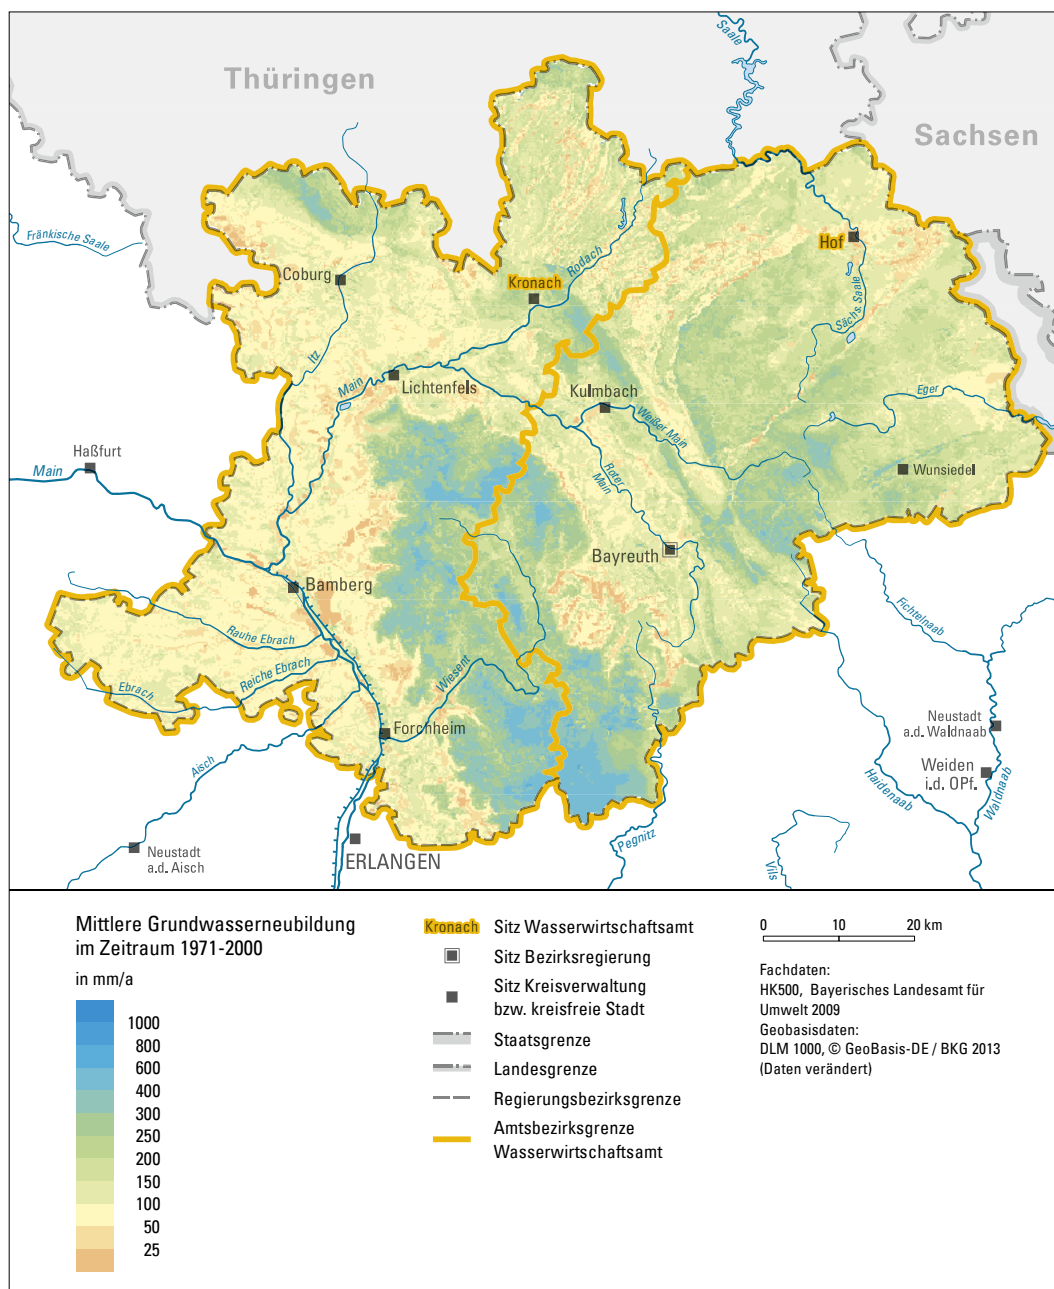 Saale
Thüringen
Sachsen
Fränkische Saale
Hof
Coburg
Kronach
Rodach
Sächs. Saale
Itz
Main
Lichtenfels
Kulmbach
Eger
Weißer Main
Haßfurt
Main
Roter
Main
Wunsiedel
Bayreuth
Bamberg
Fichtelnaab
Rauhe Ebrach
Reiche Ebrach
Ebrach
Wiesent
Forchheim
Neustadt
a.d. Waldnaab
Aisch
Weiden
i.d. OPf.
Haidenaab
Waldnaab
Neustadt
a.d. Aisch
ERLANGEN
Pegnitz
Vils
Mittlere Grundwasserneubildung
im Zeitraum 1971-2000
in mm/a
1000
800
600
400
300
250
200
150
100
50
25
Kronach Sitz Wasserwirtschaftsamt
Sitz Bezirksregierung
Sitz Kreisverwaltung
bzw. kreisfreie Stadt
Staatsgrenze
Landesgrenze
Regierungsbezirksgrenze
Amtsbezirksgrenze
Wasserwirtschaftsamt
0 10 20 km
Fachdaten:
HK500, Bayerisches Landesamt für
Umwelt 2009
Geobasisdaten:
DLM 1000, © GeoBasis-DE / BKG 2013
(Daten verändert)